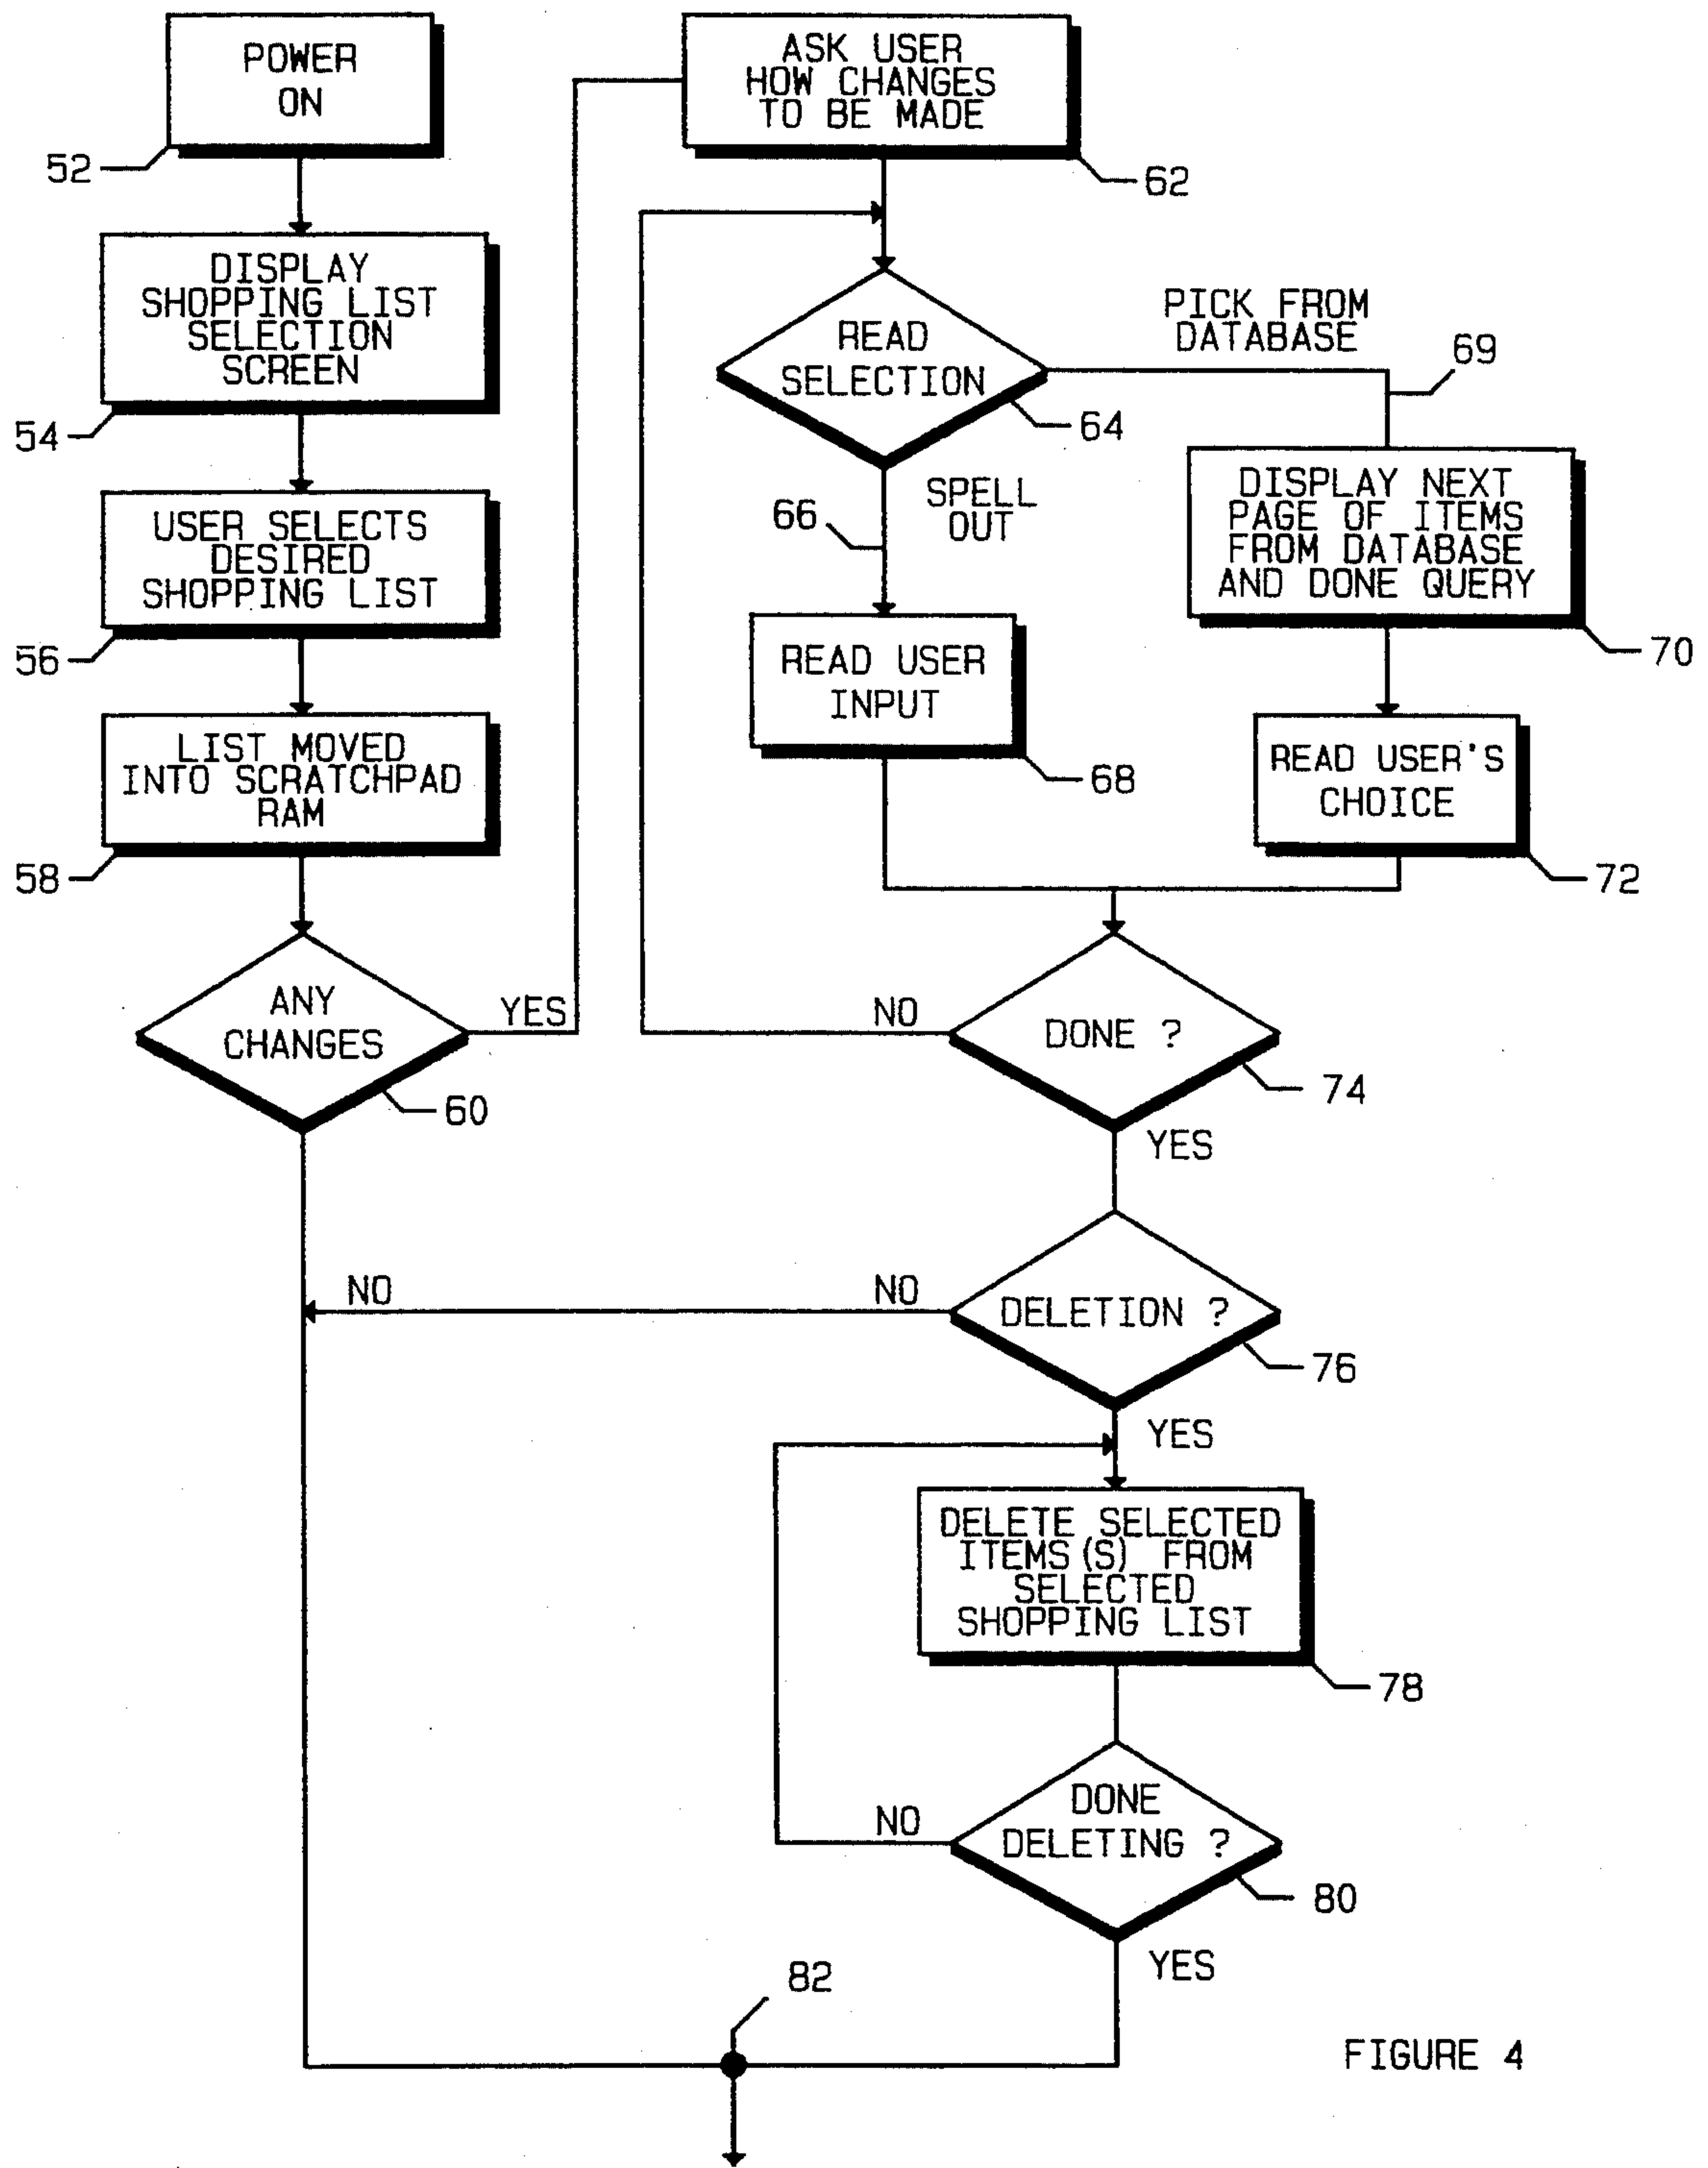 POWER
ON
52
DISPLAY
SHOPPING LIST
SELECTION
SCREEN
54
USER SELECTS
DESIRED
SHOPPING LIST
56
LIST MOVED
INTO SCRATCHPAD
RAM
58
ANY
CHANGES
YES
60
NO
ASK USER
HOW CHANGES
TO BE MADE
62
READ
SELECTION
64
PICK FROM
DATABASE
69
SPELL
OUT
66
READ USER
INPUT
68
DISPLAY NEXT
PAGE OF ITEMS
FROM DATABASE
AND DONE QUERY
70
READ USER'S
CHOICE
72
NO
DONE ?
74
YES
NO
DELETION ?
76
YES
DELETE SELECTED
ITEMS(S) FROM
SELECTED
SHOPPING LIST
78
NO
DONE
DELETING ?
80
YES
82
FIGURE 4